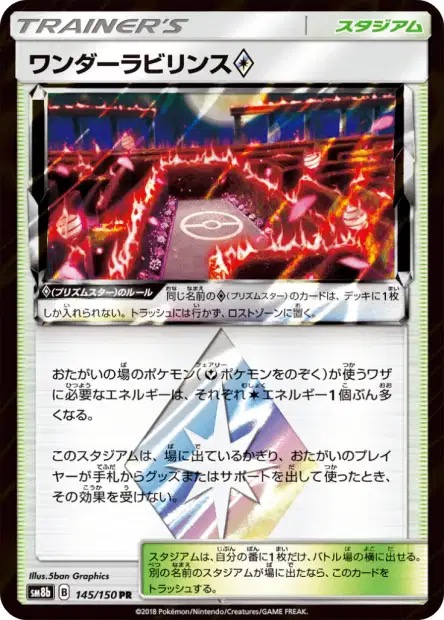 TRAINER'S
スタジアム
ワンダーラビリンス◇
◇(プリズムスター)のルール
同じ名前の◇(プリズムスター)のカードは、デッキに1枚
しか入れられない。トラッシュには行かず、ロストゾーンに置く。
おたがいの場のポケモン(ポケモンをのぞく)が使うワザ
に必要なエネルギーは、それぞれエネルギー1個ぶん多
くなる。
このスタジアムは、場に出ているかぎり、おたがいのプレイ
ヤーが手札からグッズまたはサポートを出して使ったとき、
その効果を受けない。
スタジアムは、自分の番に1枚だけ、バトル場の横に出せる。
別の名前のスタジアムが場に出たなら、このカードを
トラッシュする。
Illus.5ban Graphics
SM8b B 145/150 PR
©2018 Pokémon/Nintendo/Creatures/GAME FREAK.